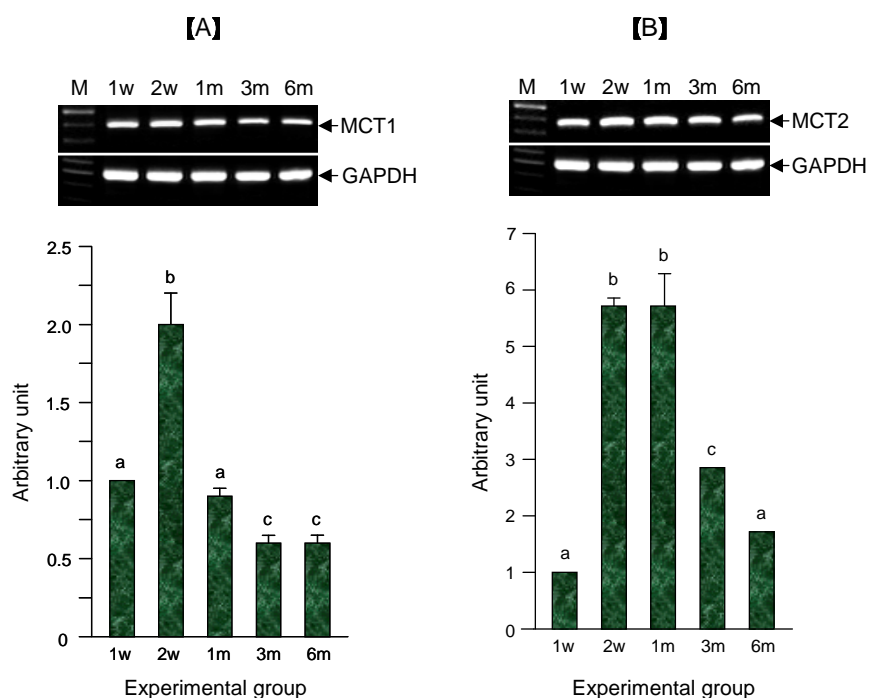 【A】
M 1w 2w 1m 3m 6m
MCT1
GAPDH
2.5
2.0
1.5
1.0
0.5
0
Arbitrary unit
a
b
a
c
c
1w 2w 1m 3m 6m
Experimental group
【B】
M 1w 2w 1m 3m 6m
MCT2
GAPDH
7
6
5
4
3
2
1
0
Arbitrary unit
a
b
b
c
a
1w 2w 1m 3m 6m
Experimental group